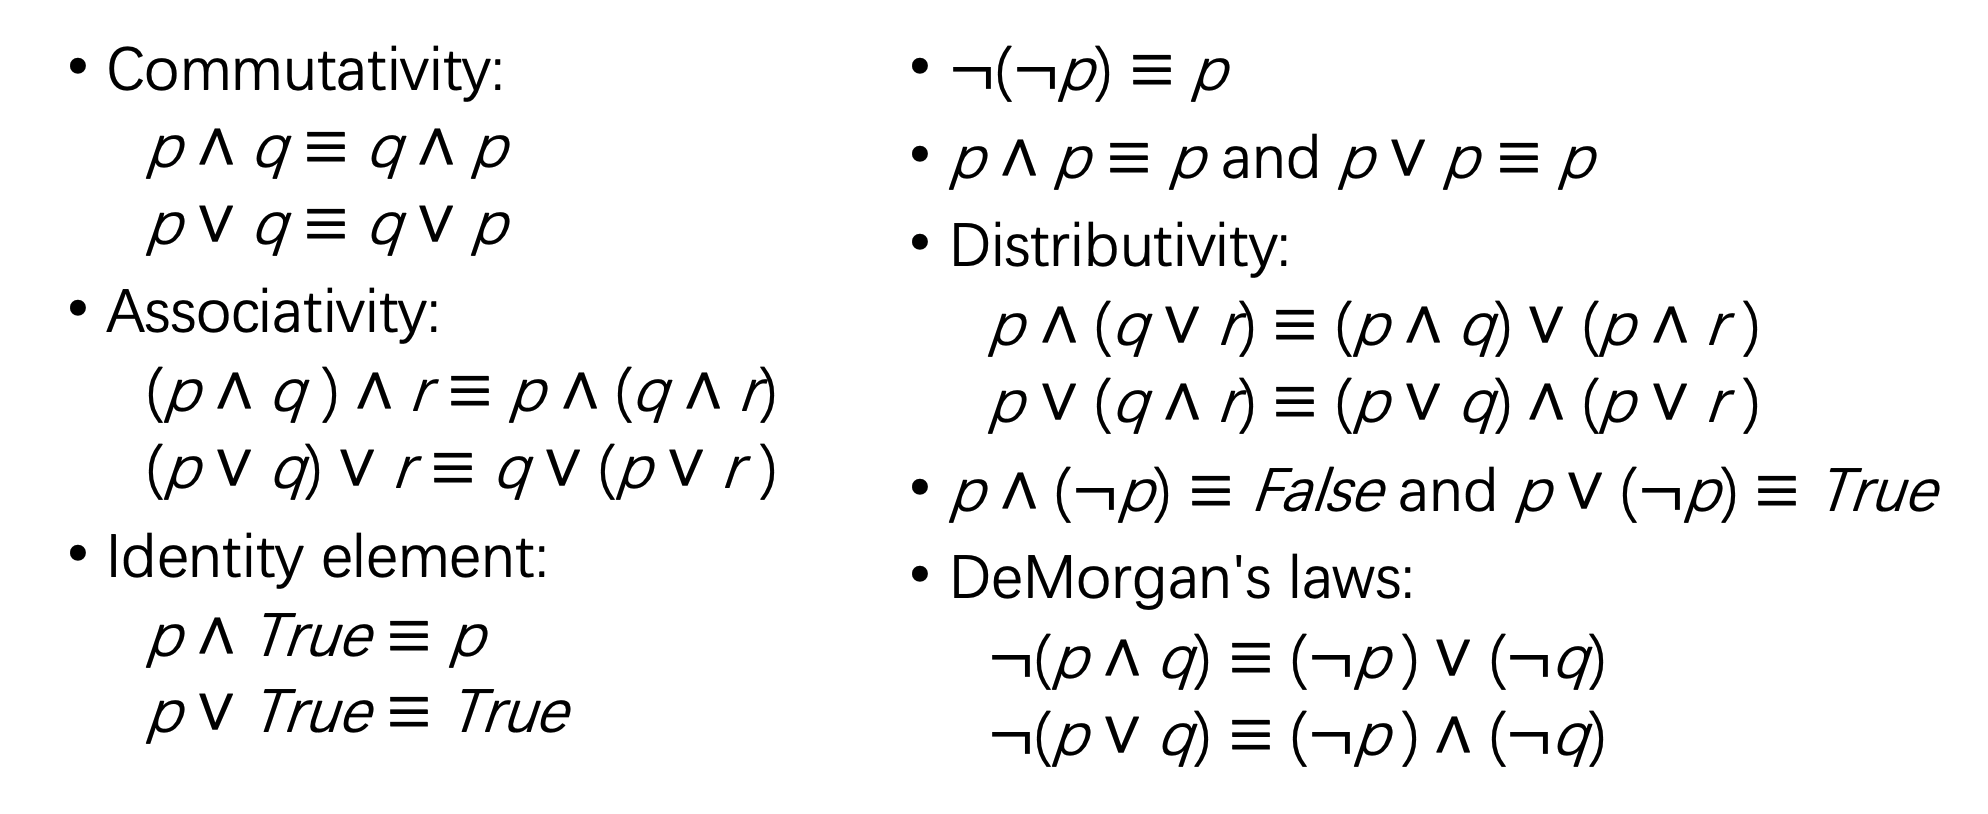 • Commutativity:
p ∧ q ≡ q ∧ p
p ∨ q ≡ q ∨ p
• Associativity:
(p ∧ q ) ∧ r ≡ p ∧ (q ∧ r)
(p ∨ q) ∨ r ≡ q ∨ (p ∨ r )
• Identity element:
p ∧ True ≡ p
p ∨ True ≡ True
• ¬(¬p) ≡ p
• p ∧ p ≡ p and p ∨ p ≡ p
• Distributivity:
p ∧ (q ∨ r) ≡ (p ∧ q) ∨ (p ∧ r )
p ∨ (q ∧ r) ≡ (p ∨ q) ∧ (p ∨ r )
• p ∧ (¬p) ≡ False and p ∨ (¬p) ≡ True
• DeMorgan's laws:
¬(p ∧ q) ≡ (¬p ) ∨ (¬q)
¬(p ∨ q) ≡ (¬p ) ∧ (¬q)